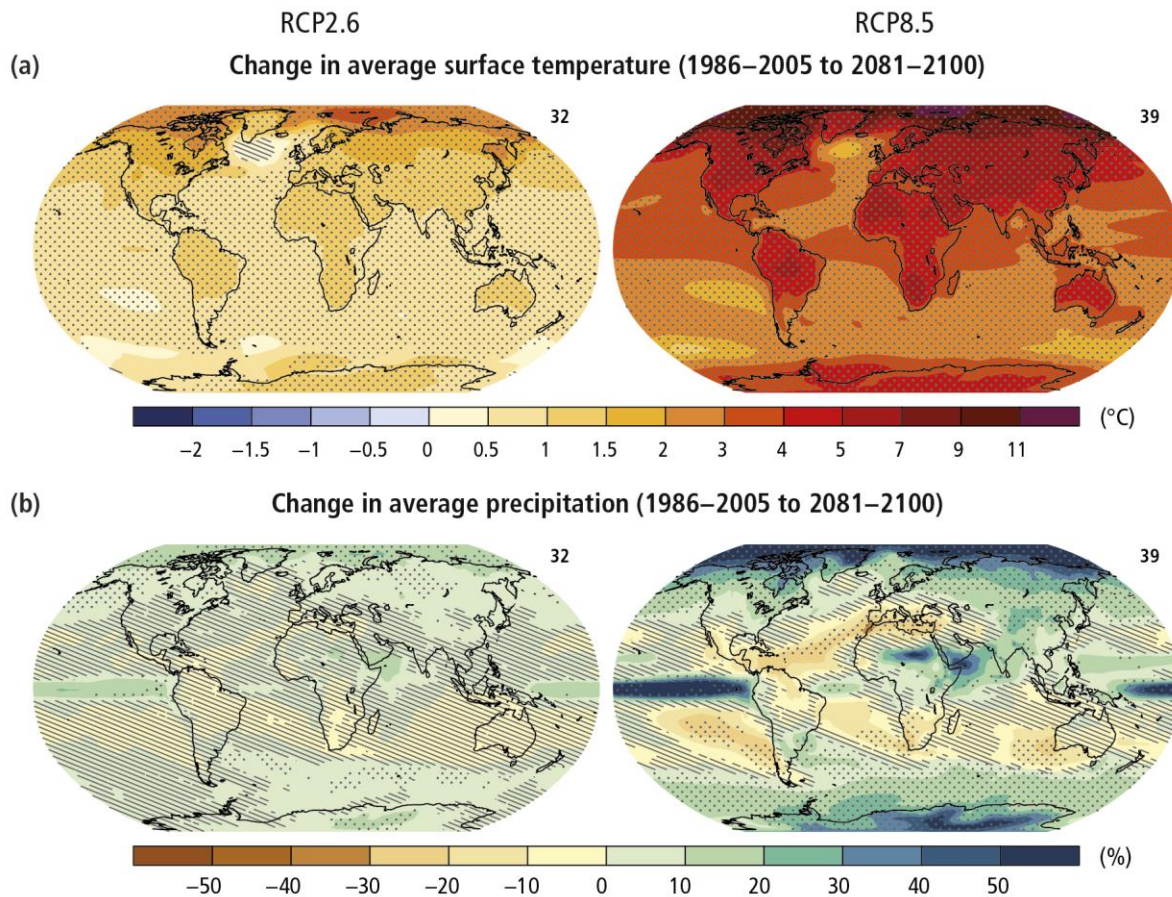 RCP2.6 RCP8.5
(a) Change in average surface temperature (1986–2005 to 2081–2100)
32 39
(°C)
−2 −1.5 −1 −0.5 0 0.5 1 1.5 2 3 4 5 7 9 11
(b) Change in average precipitation (1986–2005 to 2081–2100)
32 39
(%)
−50 −40 −30 −20 −10 0 10 20 30 40 50